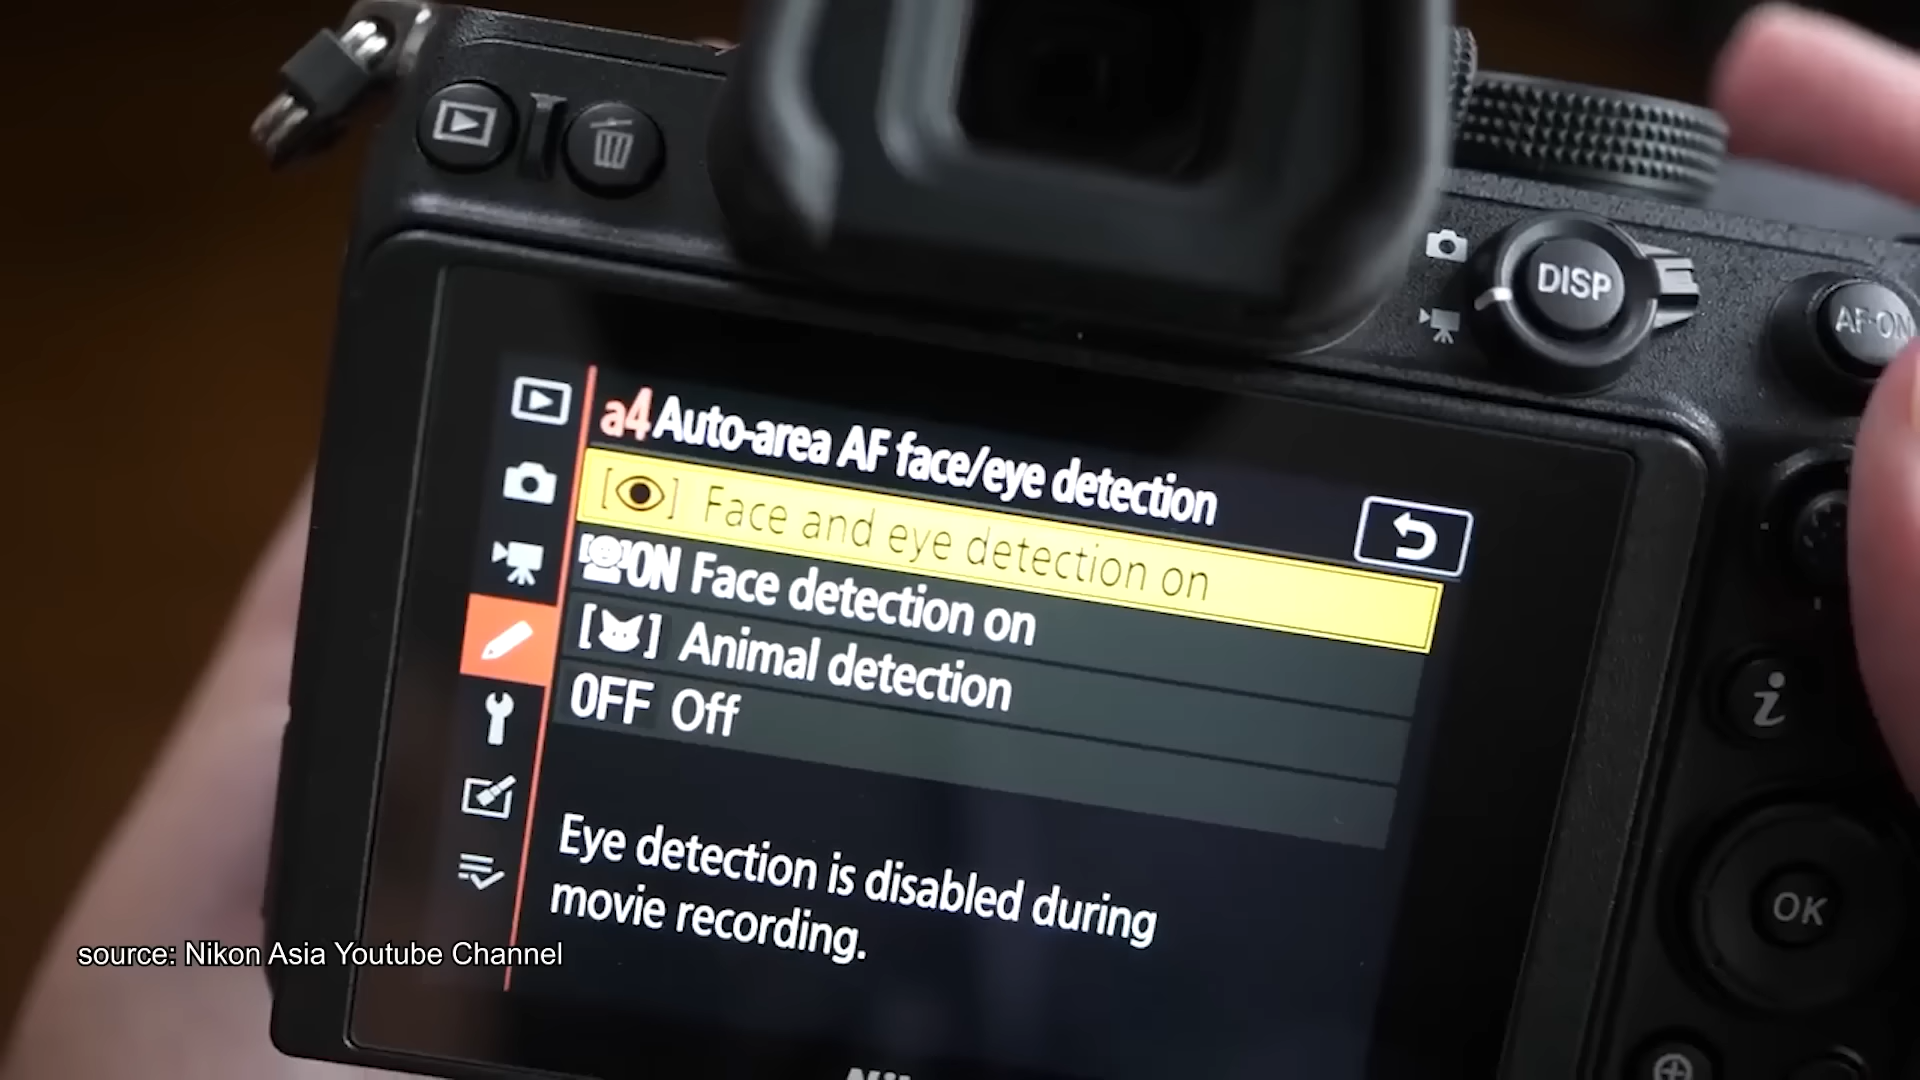 DISP
AF-ON
a4 Auto-area AF face/eye detection
Face and eye detection on
ON Face detection on
Animal detection
OFF Off
i
Eye detection is disabled during
movie recording.
OK
source: Nikon Asia Youtube Channel